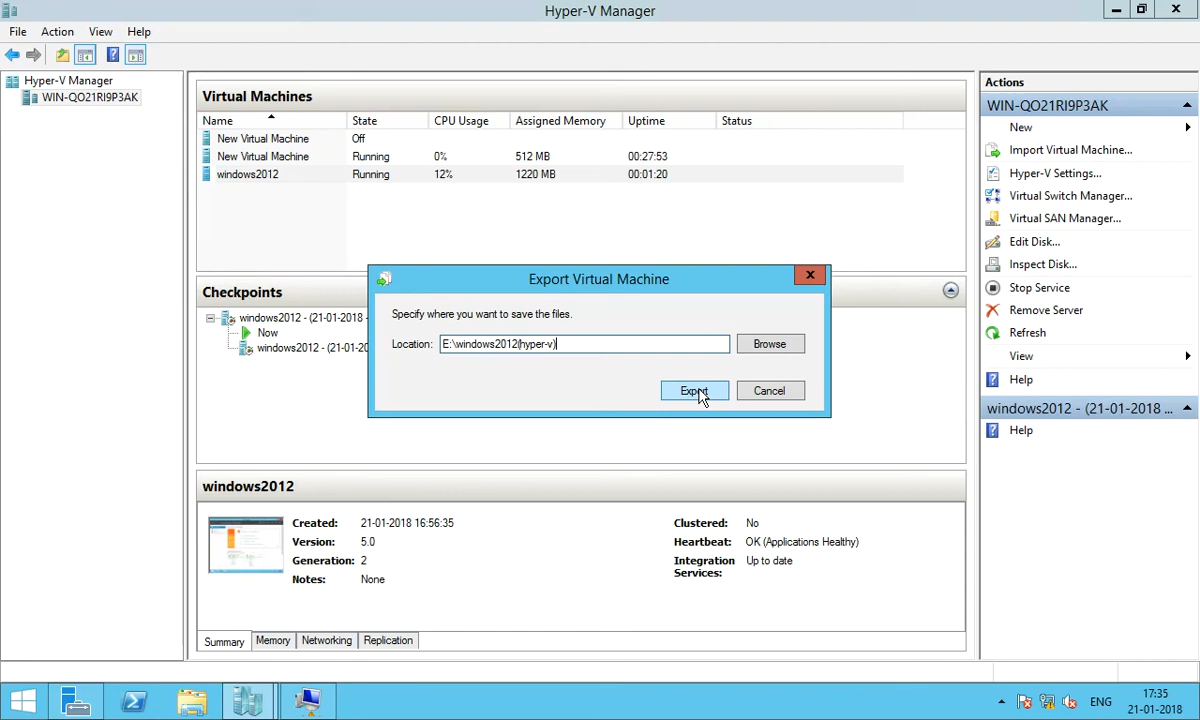 Hyper-V Manager
File Action View Help
Hyper-V Manager
WIN-QO21RI9P3AK
Virtual Machines
Name State CPU Usage Assigned Memory Uptime Status
New Virtual Machine Off
New Virtual Machine Running 0% 512 MB 00:27:53
windows2012 Running 12% 1220 MB 00:01:20
Checkpoints
windows2012 - (21-01-2018 -
Now
windows2012 - (21-01-20
Export Virtual Machine
Specify where you want to save the files.
Location: E:\windows2012(hyper-v) Browse
Export Cancel
windows2012
Created: 21-01-2018 16:56:35
Version: 5.0
Generation: 2
Notes: None
Clustered: No
Heartbeat: OK (Applications Healthy)
Integration Up to date
Services:
Summary Memory Networking Replication
Actions
WIN-QO21RI9P3AK
New
Import Virtual Machine...
Hyper-V Settings...
Virtual Switch Manager...
Virtual SAN Manager...
Edit Disk...
Inspect Disk...
Stop Service
Remove Server
Refresh
View
Help
windows2012 - (21-01-2018 ...
Help
ENG
17:35
21-01-2018